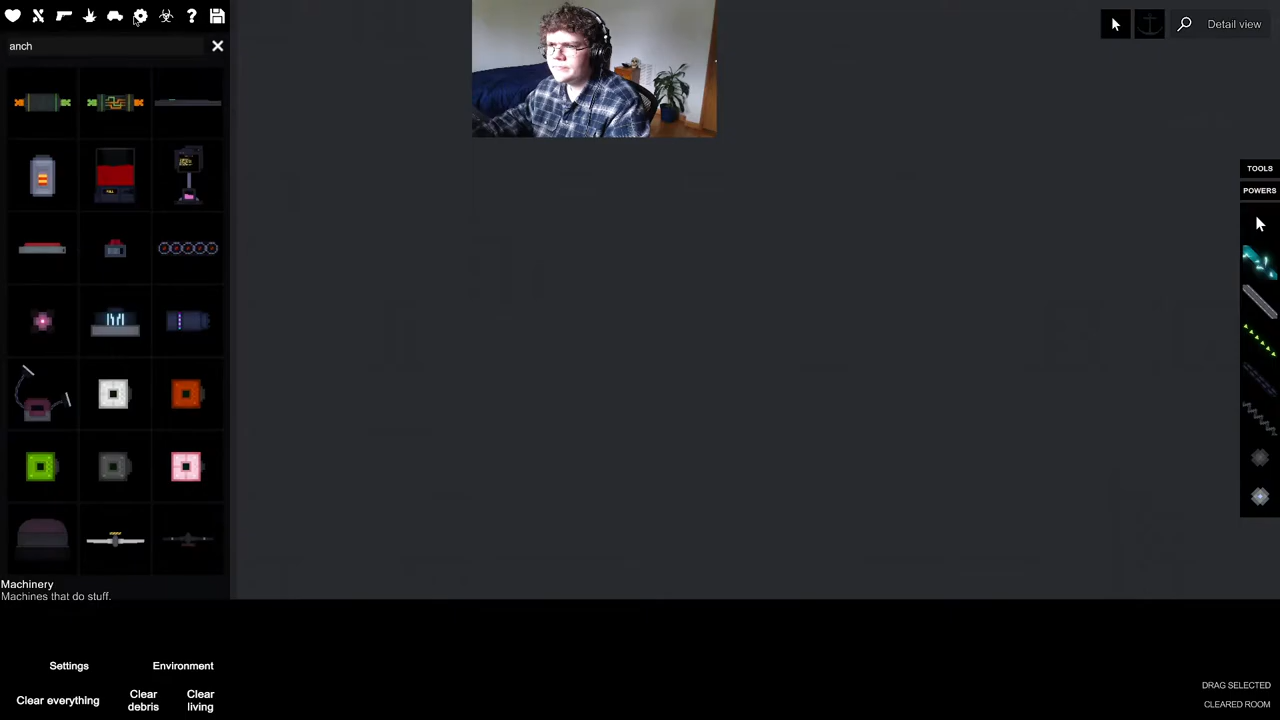 anch
Detail view
TOOLS
POWERS
FULL
Machinery
Machines that do stuff.
Settings
Environment
Clear everything
Clear debris
Clear living
DRAG SELECTED
CLEARED ROOM